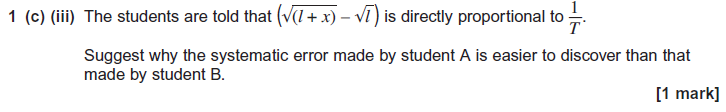 1 (c) (iii) The students are told that (√(l + x) – √l) is directly proportional to 1/T.
Suggest why the systematic error made by student A is easier to discover than that
made by student B.
[1 mark]